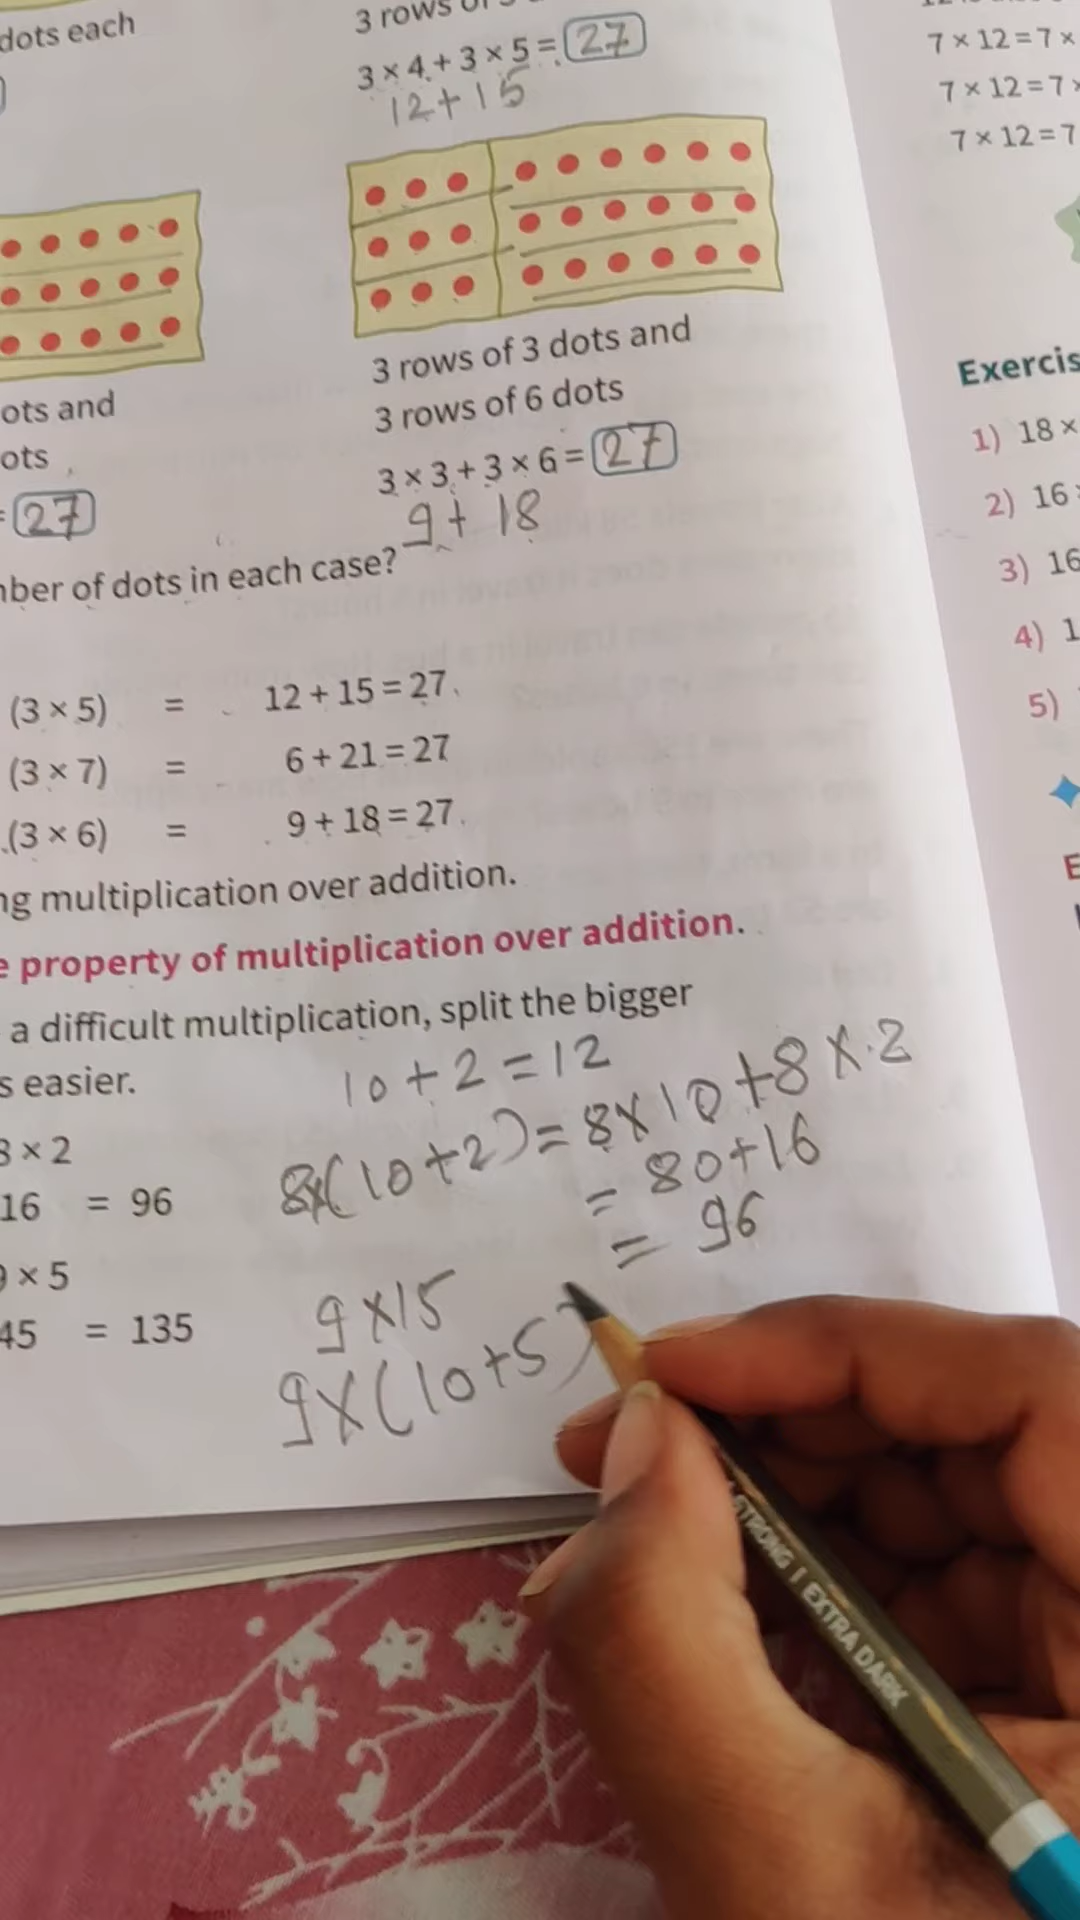 dots each
3 rows of
3 × 4 + 3 × 5 = 27
12 + 15
7 × 12 = 7 ×
7 × 12 = 7 ×
7 × 12 = 7
3 rows of 3 dots and
3 rows of 6 dots
3 × 3 + 3 × 6 = 27
9 + 18
ots and
ots
= 27
mber of dots in each case?
(3 × 5) = 12 + 15 = 27
(3 × 7) = 6 + 21 = 27
(3 × 6) = 9 + 18 = 27
ng multiplication over addition.
e property of multiplication over addition.
a difficult multiplication, split the bigger
s easier.
10 + 2 = 12
8 × 2
8×(10 + 2) = 8 × 10 + 8 × 2
16 = 96
= 80 + 16
= 96
9 × 5
45 = 135
9 × 15
9 × (10 + 5)
Exercis
1) 18 ×
2) 16
3) 16
4) 1
5)
STRONG | EXTRA DARK